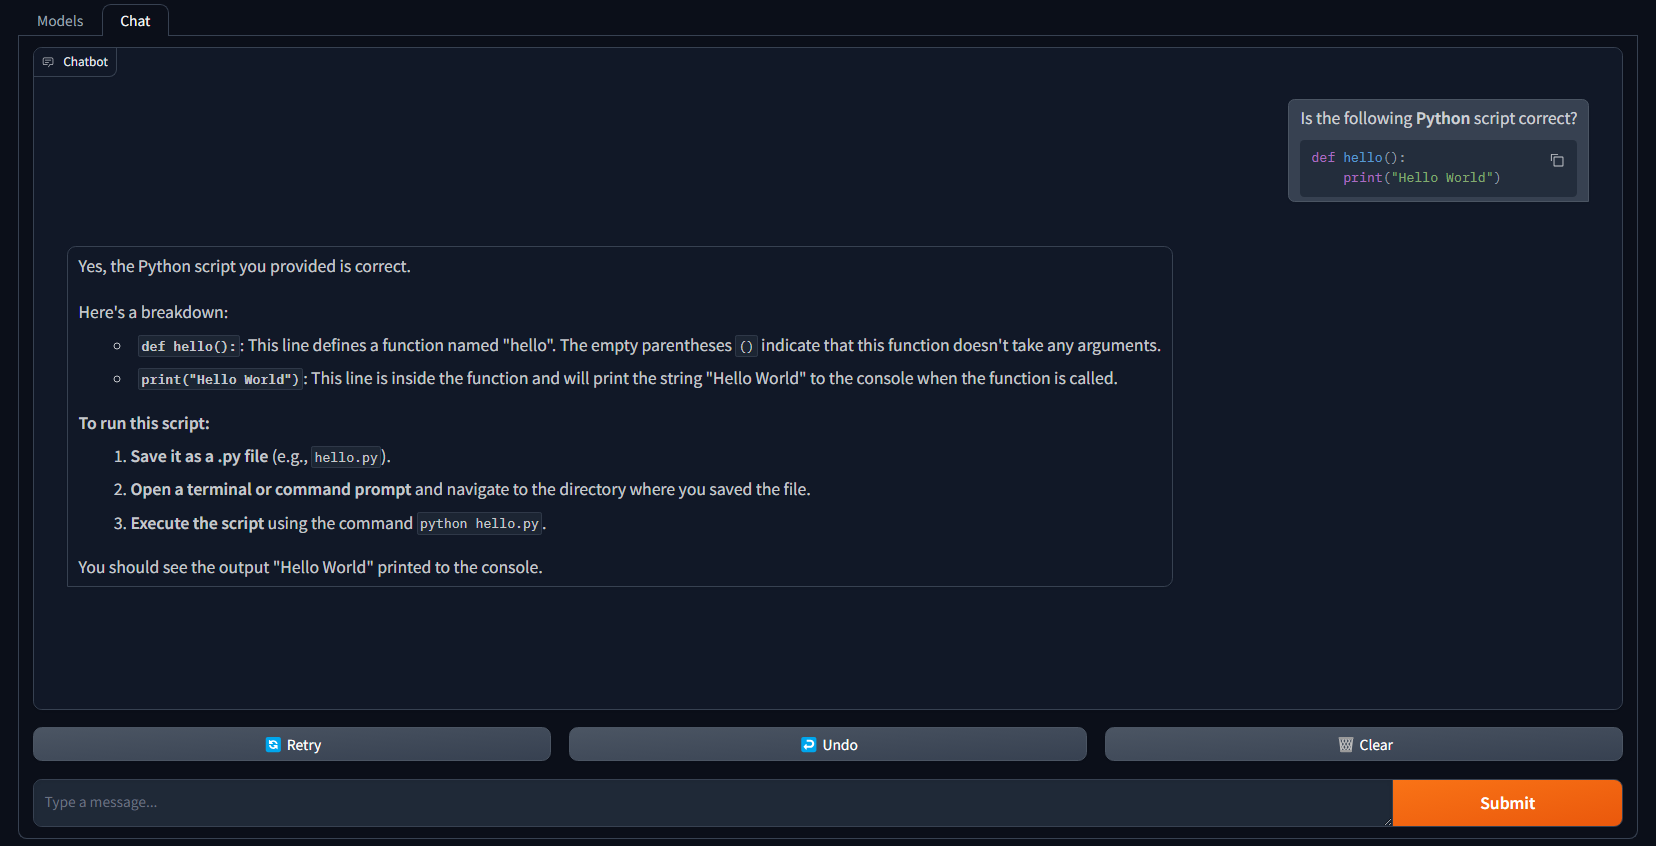 Models
Chat
Chatbot
Is the following Python script correct?
def hello():
    print("Hello World")
Yes, the Python script you provided is correct.
Here's a breakdown:
def hello():: This line defines a function named "hello". The empty parentheses () indicate that this function doesn't take any arguments.
print("Hello World"): This line is inside the function and will print the string "Hello World" to the console when the function is called.
To run this script:
1. Save it as a .py file (e.g., hello.py).
2. Open a terminal or command prompt and navigate to the directory where you saved the file.
3. Execute the script using the command python hello.py.
You should see the output "Hello World" printed to the console.
Retry
Undo
Clear
Type a message...
Submit